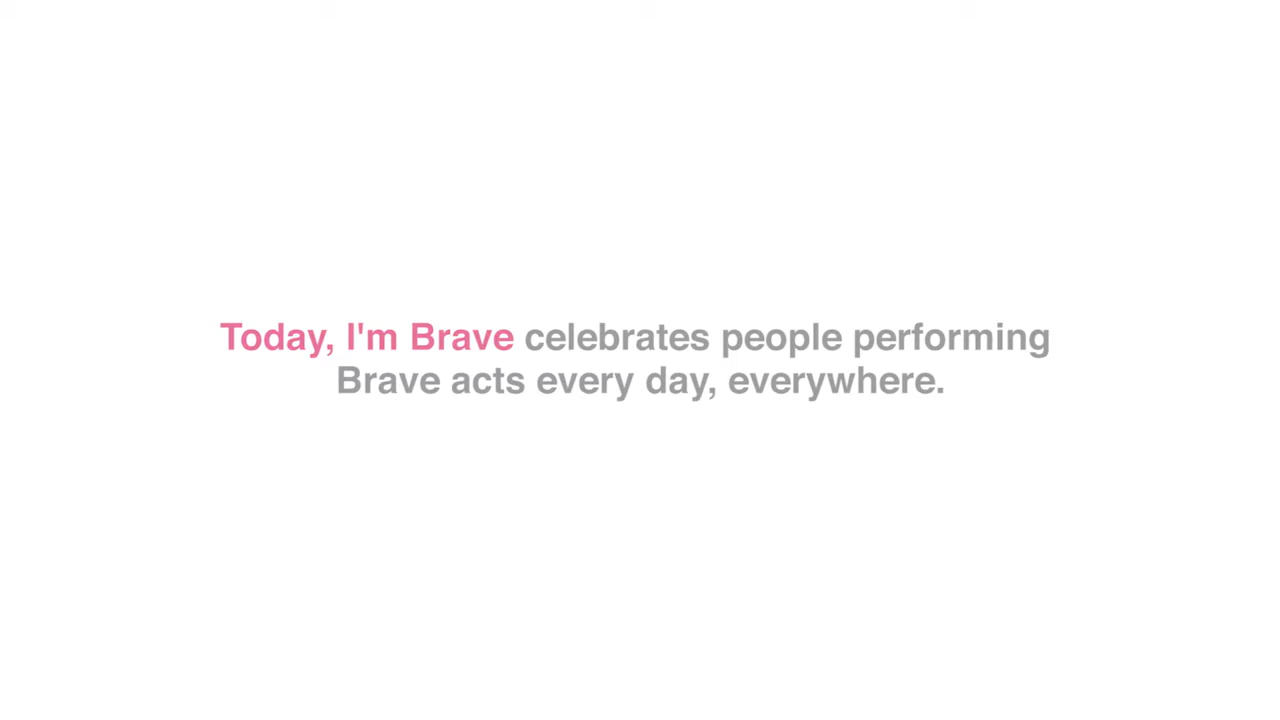 Today, I'm Brave celebrates people performing
Brave acts every day, everywhere.